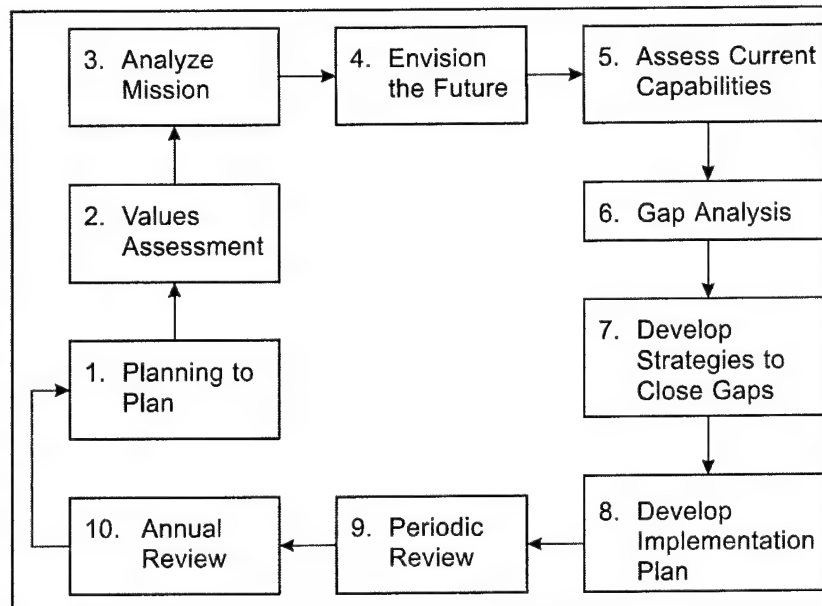 3. Analyze
Mission
4. Envision
the Future
5. Assess Current
Capabilities
2. Values
Assessment
6. Gap Analysis
1. Planning to
Plan
7. Develop
Strategies to
Close Gaps
10. Annual
Review
9. Periodic
Review
8. Develop
Implementation
Plan